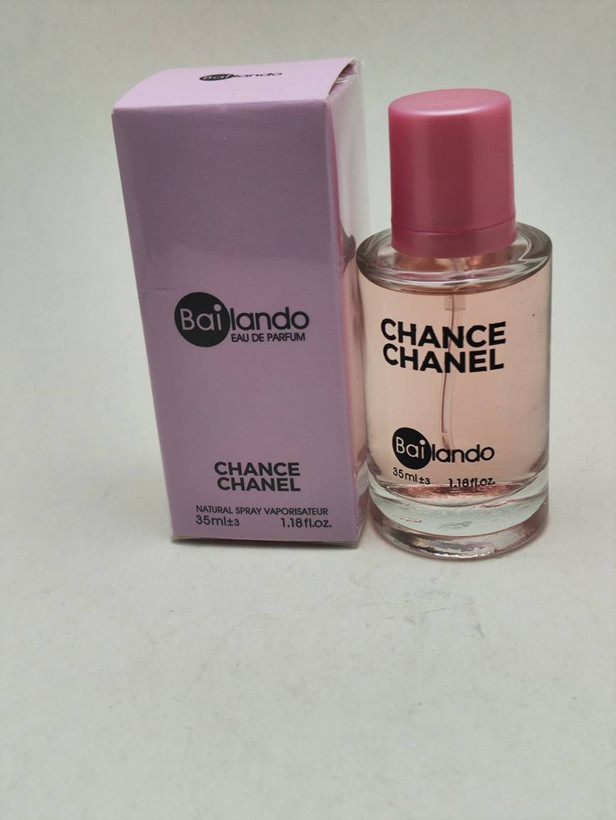 Bailando
Bailando
EAU DE PARFUM
CHANCE
CHANEL
NATURAL SPRAY VAPORISATEUR
35ml±3 1.18fl.oz.
CHANCE
CHANEL
Bailando
35ml±3 1.18fl.oz.